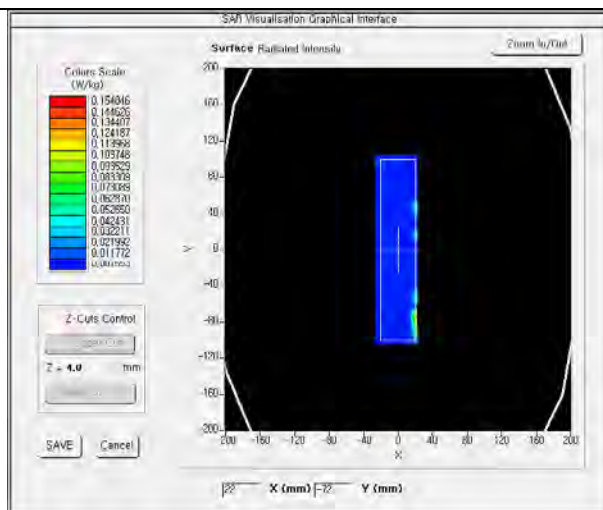 SAR Visualisation Graphical Interface
Surface Radiated Intensity
Zoom In/Out
Colors Scale
(W/kg)
0.154846
0.144626
0.134407
0.124187
0.113968
0.103748
0.093529
0.083309
0.073089
0.062870
0.052650
0.042431
0.032211
0.021992
0.011772
Z-Cuts Control
Z = 4.0 mm
SAVE
Cancel
200
160
120
80
40
0
-40
-80
-120
-160
-200
Y
-200 -160 -120 -80 -40 0 40 80 120 160 200
X
22 X (mm) -72 Y (mm)